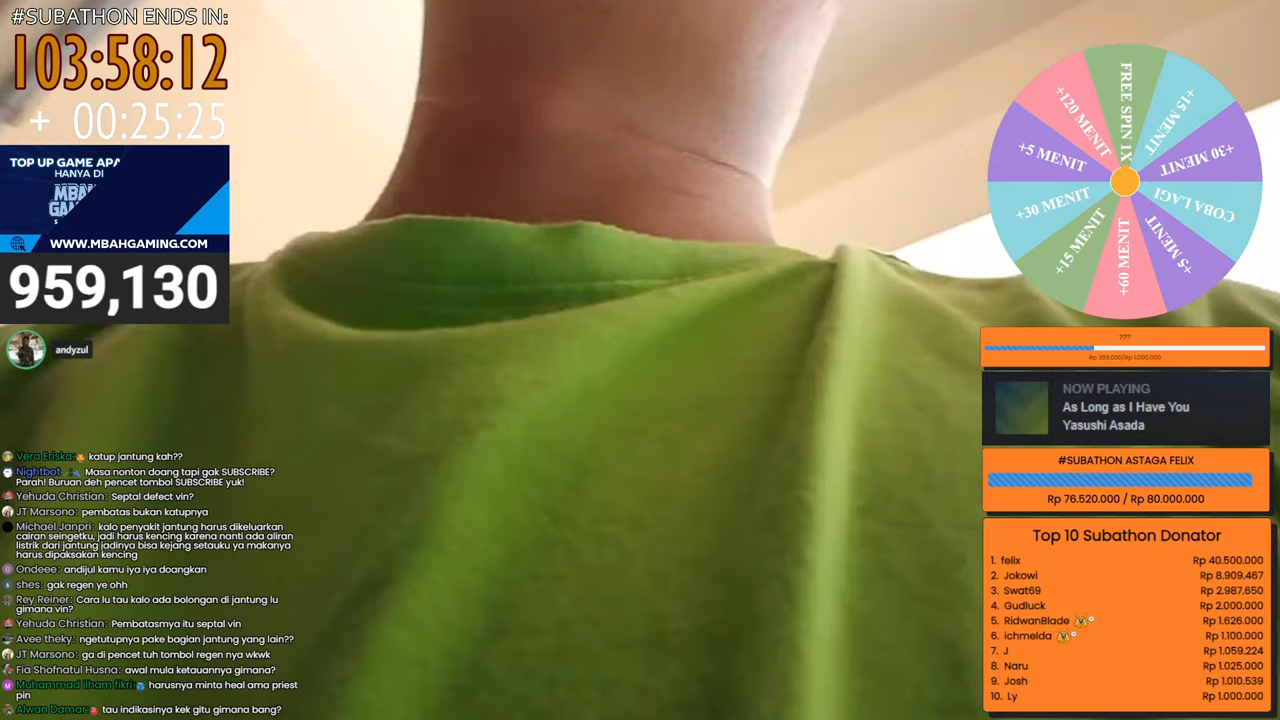 #SUBATHON ENDS IN:
103:58:12
+ 00:25:25
TOP UP GAME APA
HANYA DI
WWW.MBAHGAMING.COM
959,130
andyzul
Vera Eriska: katup jantung kah??
Nightbot: Masa nonton doang tapi gak SUBSCRIBE?
Parah! Buruan deh pencet tombol SUBSCRIBE yuk!
Yehuda Christian: Septal defect vin?
JT Marsono: pembatas bukan katupnya
Michael Janpri: kalo penyakit jantung harus dikeluarkan
cairan seingetku, jadi harus kencing karena nanti ada aliran
listrik dari jantung jadinya bisa kejang setauku ya makanya
harus dipaksakan kencing
Ondeee: andijul kamu iya iya doangkan
shes: gak regen ye ohh
Rey Reiner: Cara lu tau kalo ada bolongan di jantung lu
gimana vin?
Yehuda Christian: Pembatasmya itu septal vin
Avee theky: ngetutupnya pake bagian jantung yang lain??
JT Marsono: ga di pencet tuh tombol regen nya wkwk
Fia Shofnatul Husna: awal mula ketauannya gimana?
Muhammad ilham fikri: harusnya minta heal ama priest
pin
Alwan Damar: tau indikasinya kek gitu gimana bang?
FREE SPIN 1X
+15 MENIT
+30 MENIT
COBA LAGI
+5 MENIT
+60 MENIT
+15 MENIT
+30 MENIT
+5 MENIT
+120 MENIT
???
Rp 389.000/Rp 1.000.000
NOW PLAYING
As Long as I Have You
Yasushi Asada
#SUBATHON ASTAGA FELIX
Rp 76.520.000 / Rp 80.000.000
Top 10 Subathon Donator
1. felix Rp 40.500.000
2. Jokowi Rp 8.909.467
3. Swat69 Rp 2.987.650
4. Gudluck Rp 2.000.000
5. RidwanBlade Rp 1.626.000
6. ichmelda Rp 1.100.000
7. J Rp 1.059.224
8. Naru Rp 1.025.000
9. Josh Rp 1.010.539
10. Ly Rp 1.000.000